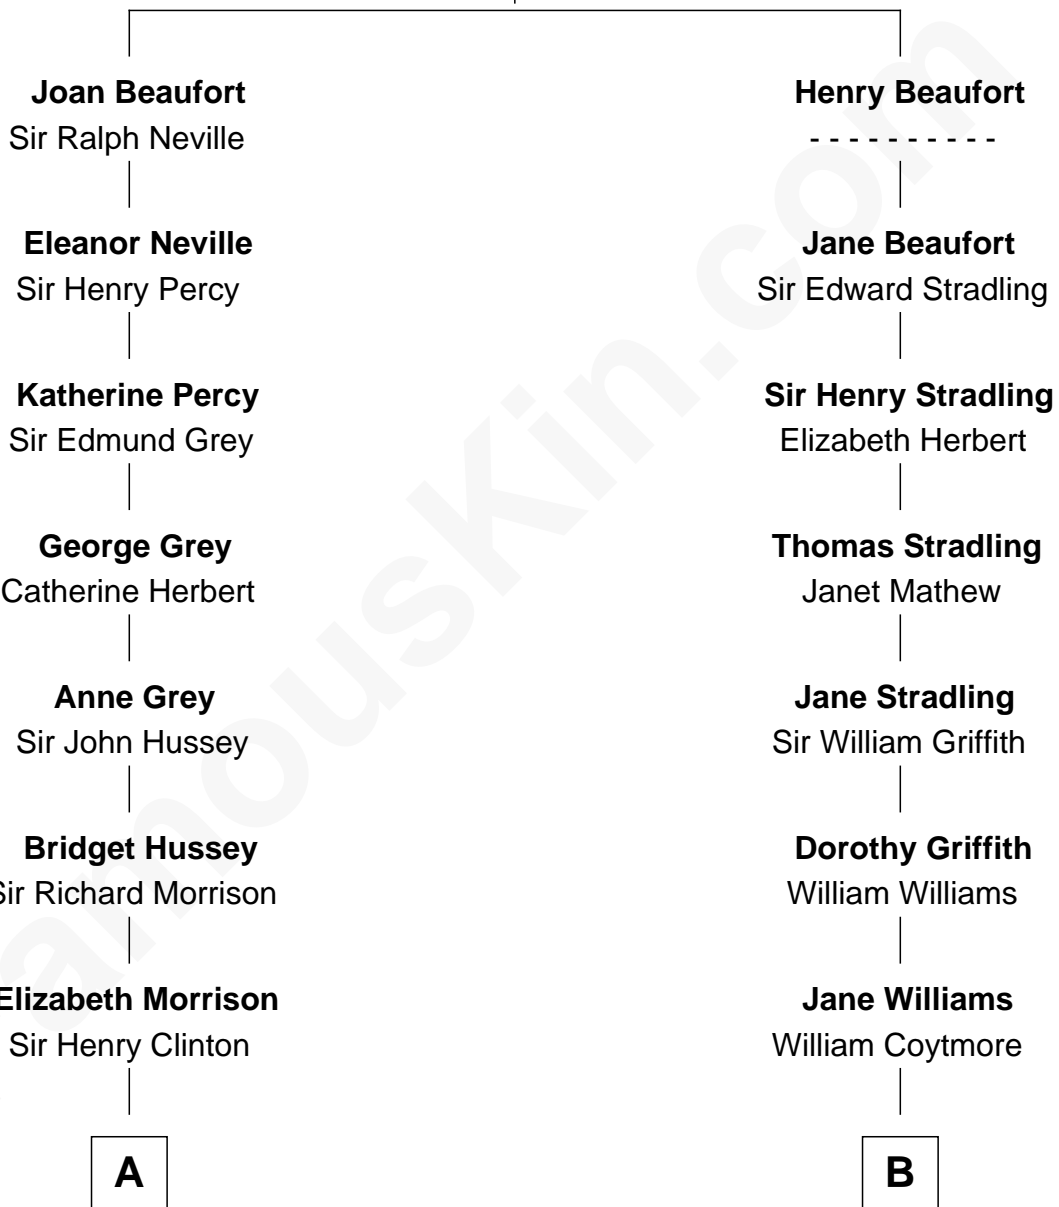 Joan Beaufort
Sir Ralph Neville
Henry Beaufort
- - - - - - - - - -
Eleanor Neville
Sir Henry Percy
Jane Beaufort
Sir Edward Stradling
Katherine Percy
Sir Edmund Grey
Sir Henry Stradling
Elizabeth Herbert
George Grey
Catherine Herbert
Thomas Stradling
Janet Mathew
Anne Grey
Sir John Hussey
Jane Stradling
Sir William Griffith
Bridget Hussey
Sir Richard Morrison
Dorothy Griffith
William Williams
Elizabeth Morrison
Sir Henry Clinton
Jane Williams
William Coytmore
A
B
amousKin.com